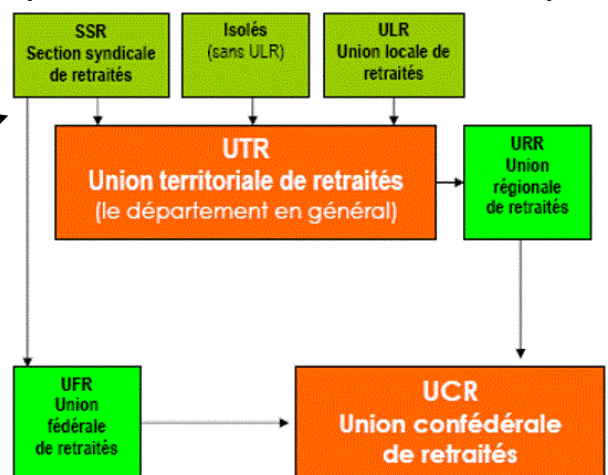 SSR
Section syndicale
de retraités
Isolés
(sans ULR)
ULR
Union locale de
retraités
UTR
Union territoriale de retraités
(le département en général)
URR
Union
régionale
de retraités
UFR
Union
fédérale
de retraités
UCR
Union confédérale
de retraités